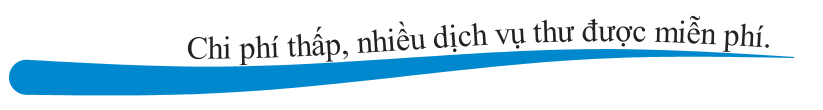 Chi phí thấp, nhiều dịch vụ thư được miễn phí.